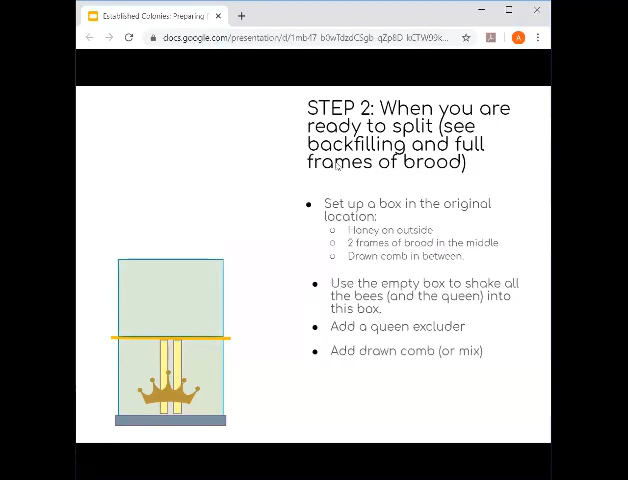 Established Colonies: Preparing
docs.google.com/presentation/d/1mb47-b0wTdzdCSgb-qZp8D_kCTW99k...
A
STEP 2: When you are
ready to split (see
backfilling and full
frames of brood)
Set up a box in the original
location:
Honey on outside
2 frames of brood in the middle
Drawn comb in between.
Use the empty box to shake all
the bees (and the queen) into
this box.
Add a queen excluder
Add drawn comb (or mix)